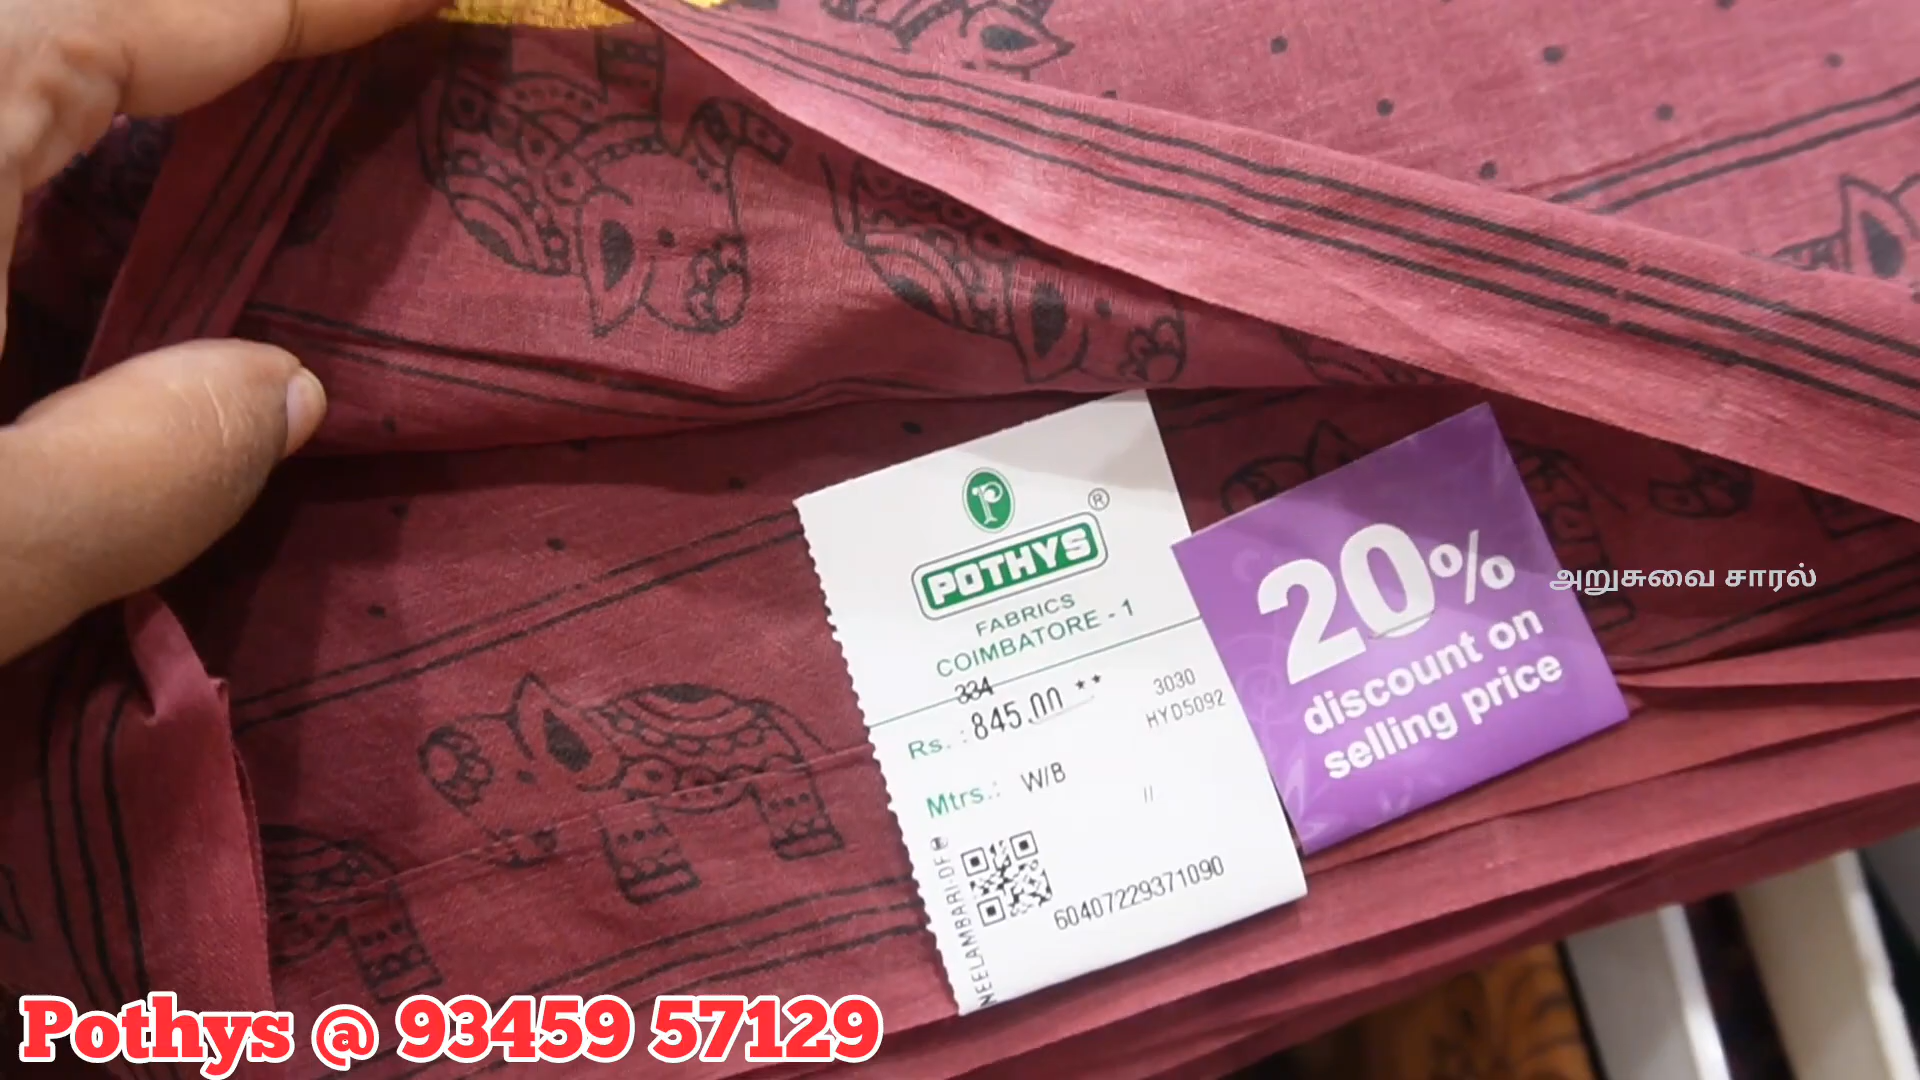 P
POTHYS ®
FABRICS
COIMBATORE - 1
334
Rs. : 845.00 **
3030
HYD5092
Mtrs.: W/B
//
NEELAMBARI-DF
60407229371090
20%
discount on
selling price
அறுசுவை சாரல்
Pothys @ 93459 57129